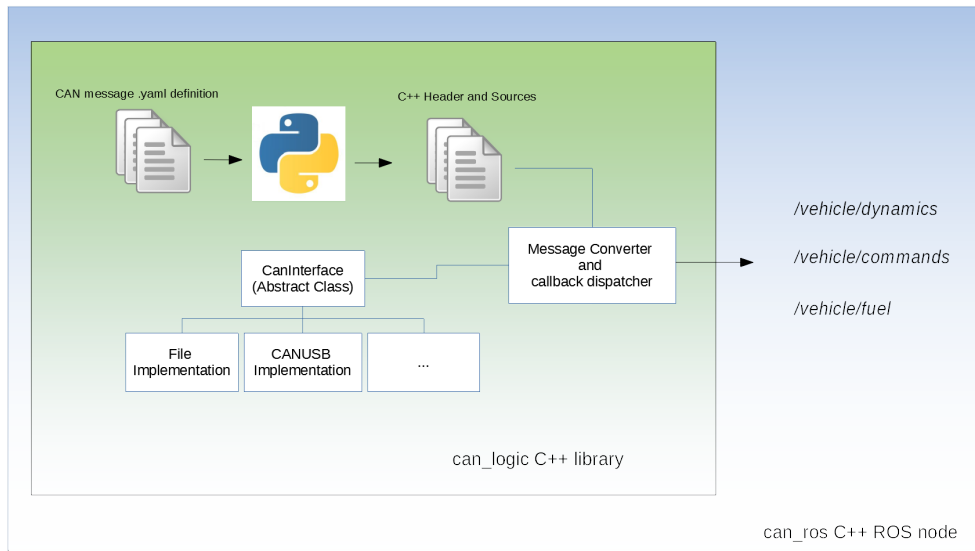 CAN message .yaml definition
C++ Header and Sources
/vehicle/dynamics
Message Converter
and
callback dispatcher
/vehicle/commands
CanInterface
(Abstract Class)
/vehicle/fuel
File
Implementation
CANUSB
Implementation
...
can_logic C++ library
can_ros C++ ROS node